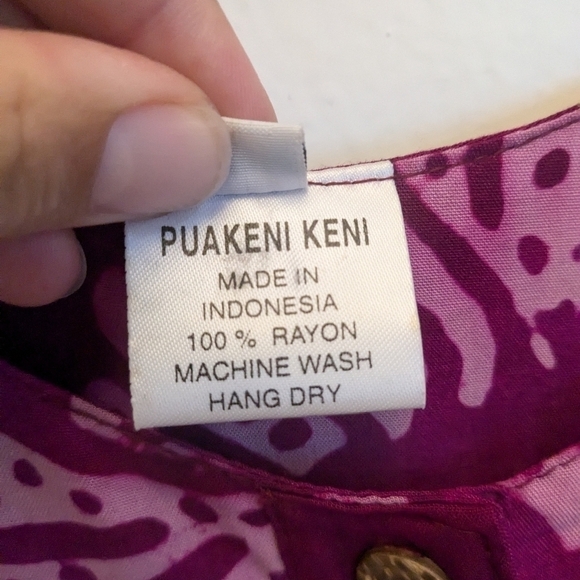 PUAKENI KENI
MADE IN
INDONESIA
100 % RAYON
MACHINE WASH
HANG DRY